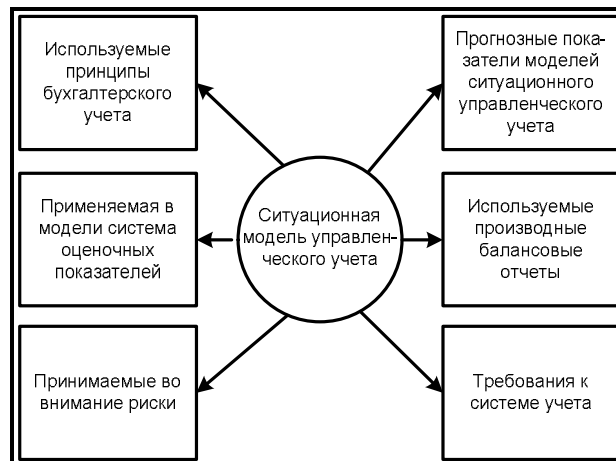 Используемые
принципы
бухгалтерского
учета
Прогнозные пока-
затели моделей
ситуационного
управленческого
учета
Применяемая в
модели система
оценочных
показателей
Ситуационная
модель управлен-
ческого учета
Используемые
производные
балансовые
отчеты
Принимаемые во
внимание риски
Требования к
системе учета